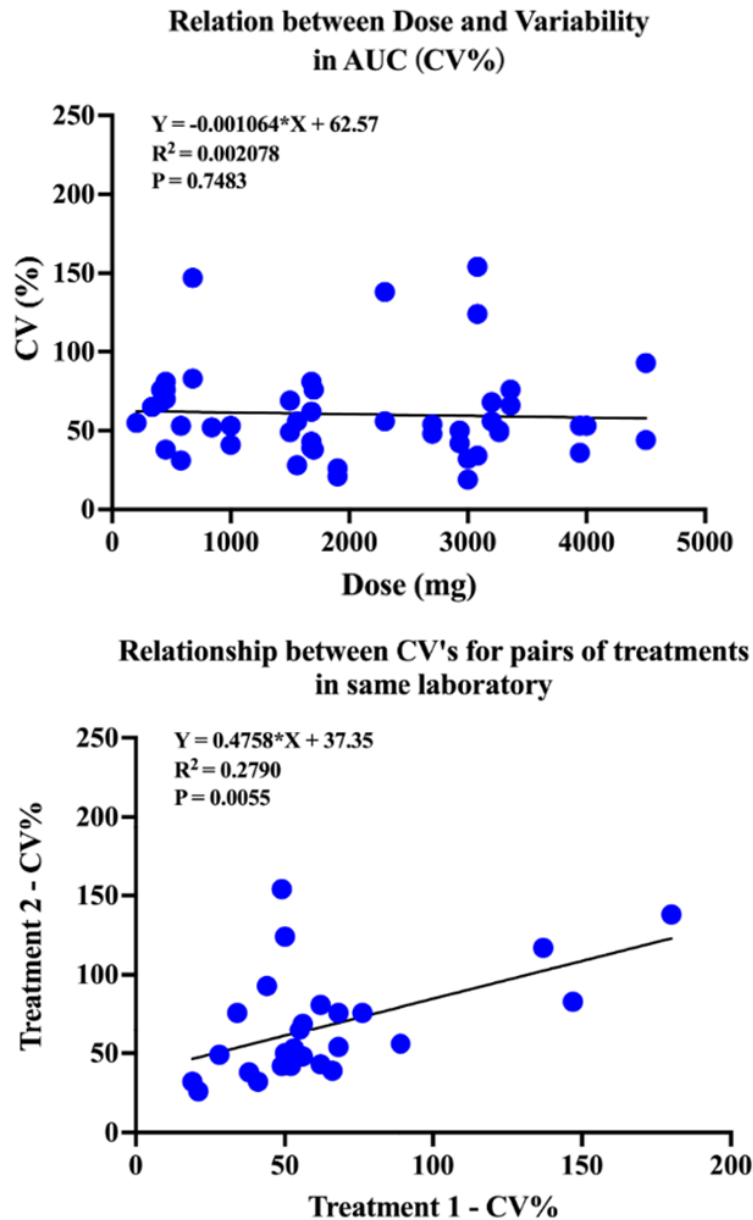 Relation between Dose and Variability
in AUC (CV%)
Y = -0.001064*X + 62.57
R² = 0.002078
P = 0.7483
CV (%)
250
200
150
100
50
0
0 1000 2000 3000 4000 5000
Dose (mg)
Relationship between CV's for pairs of treatments
in same laboratory
Y = 0.4758*X + 37.35
R² = 0.2790
P = 0.0055
Treatment 2 - CV%
250
200
150
100
50
0
0 50 100 150 200
Treatment 1 - CV%